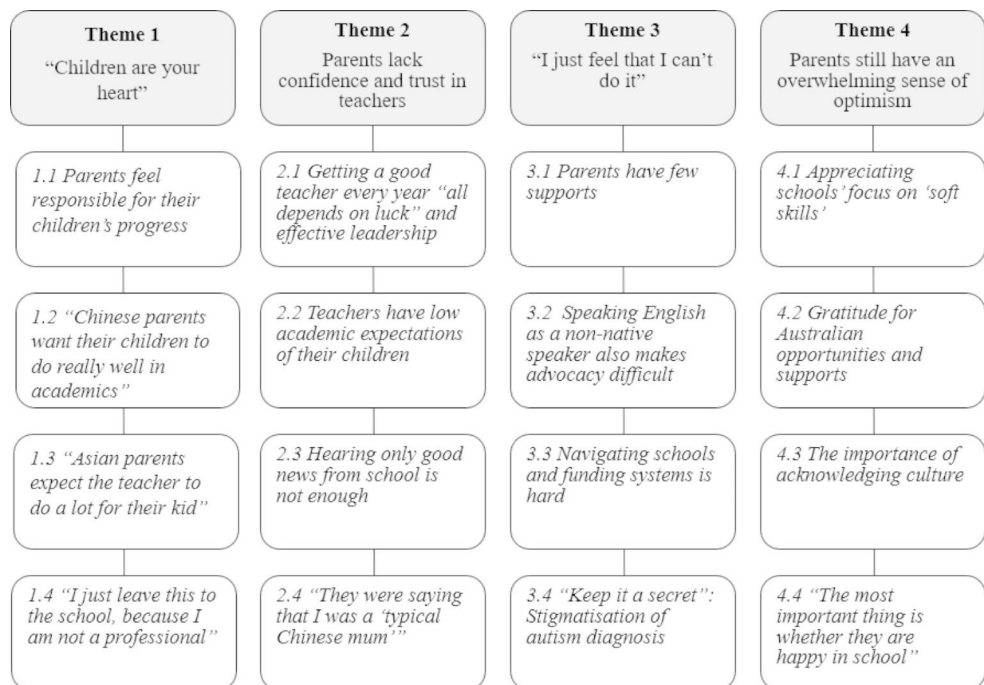 Theme 1
“Children are your
heart”
1.1 Parents feel
responsible for their
children’s progress
1.2 “Chinese parents
want their children to
do really well in
academics”
1.3 “Asian parents
expect the teacher to
do a lot for their kid”
1.4 “I just leave this to
the school, because I
am not a professional”
Theme 2
Parents lack
confidence and trust in
teachers
2.1 Getting a good
teacher every year “all
depends on luck” and
effective leadership
2.2 Teachers have low
academic expectations
of their children
2.3 Hearing only good
news from school is
not enough
2.4 “They were saying
that I was a ‘typical
Chinese mum’”
Theme 3
“I just feel that I can’t
do it”
3.1 Parents have few
supports
3.2 Speaking English
as a non-native
speaker also makes
advocacy difficult
3.3 Navigating schools
and funding systems is
hard
3.4 “Keep it a secret”:
Stigmatisation of
autism diagnosis
Theme 4
Parents still have an
overwhelming sense of
optimism
4.1 Appreciating
schools’ focus on ‘soft
skills’
4.2 Gratitude for
Australian
opportunities and
supports
4.3 The importance of
acknowledging culture
4.4 “The most
important thing is
whether they are
happy in school”